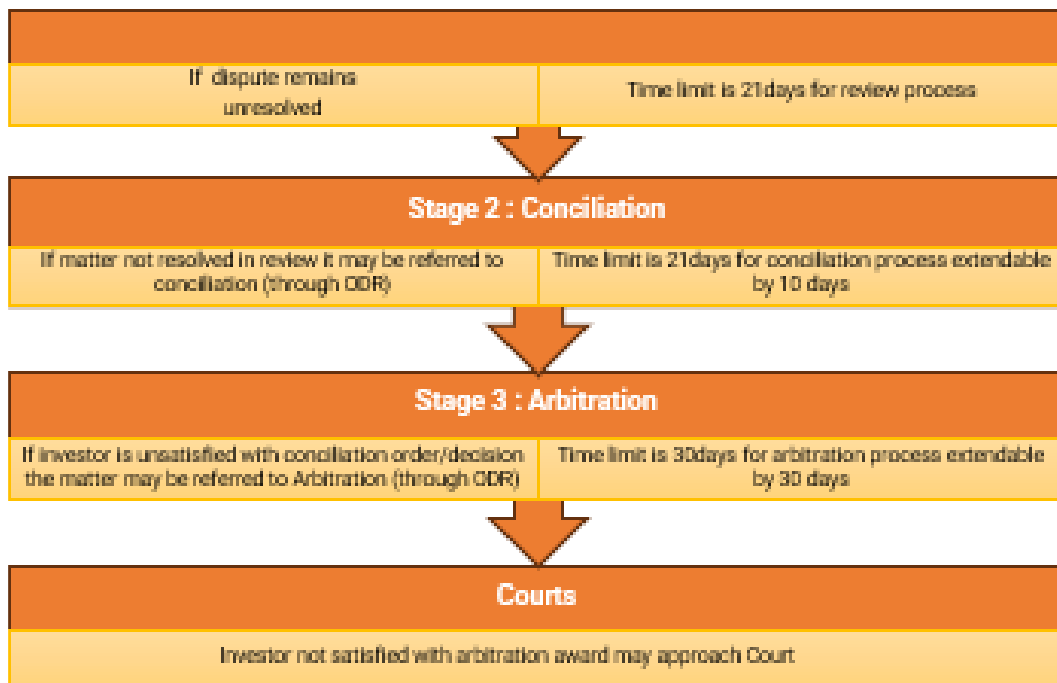 If dispute remains
unresolved
Time limit is 21days for review process
Stage 2 : Conciliation
If matter not resolved in review it may be referred to
conciliation (through ODR)
Time limit is 21days for conciliation process extendable
by 10 days
Stage 3 : Arbitration
If investor is unsatisfied with conciliation order/decision
the matter may be referred to Arbitration (through ODR)
Time limit is 30days for arbitration process extendable
by 30 days
Courts
Investor not satisfied with arbitration award may approach Court